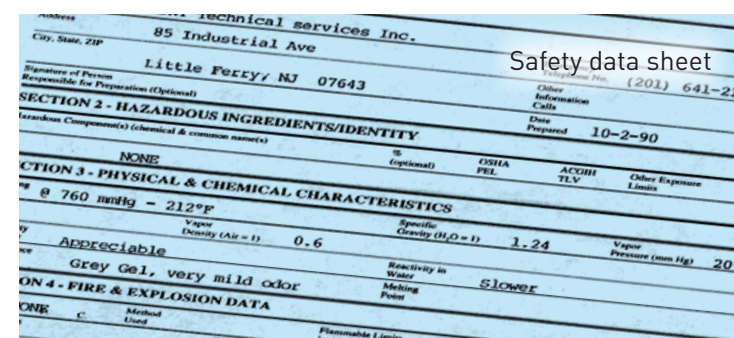 Address
Technical services Inc.
85 Industrial Ave
City, State, ZIP
Little Ferry, NJ 07643
Safety data sheet
Telephone No. (201) 641-2
Signature of Person
Responsible for Preparation (Optional)
Other
Information
Calls
Date
Prepared 10-2-90
SECTION 2 - HAZARDOUS INGREDIENTS/IDENTITY
Hazardous Component(s) (chemical & common name(s)
%
(optional)
OSHA
PEL
ACGIH
TLV
Other Exposure
Limits
NONE
CTION 3 - PHYSICAL & CHEMICAL CHARACTERISTICS
@ 760 mmHg - 212°F
Vapor
Density (Air = 1) 0.6
Specific
Gravity (H₂O = 1) 1.24
Vapor
Pressure (mm Hg) 20
Appreciable
Grey Gel, very mild odor
Reactivity in
Water Slower
Melting
Point
ON 4 - FIRE & EXPLOSION DATA
ONE C.
Method
Used
Flammable Limits